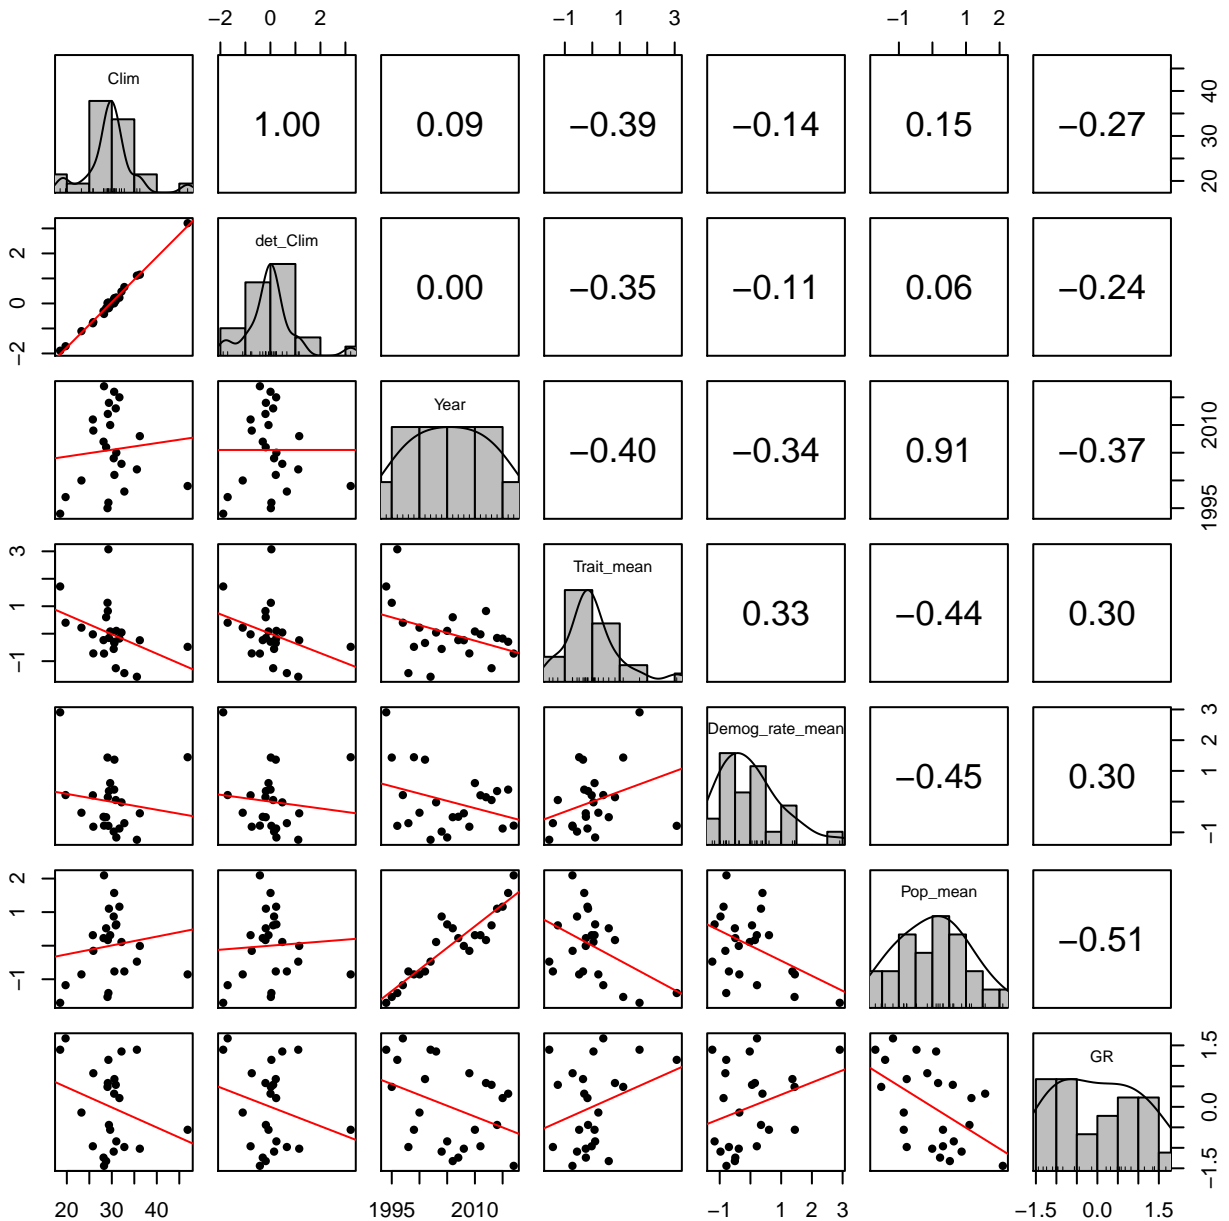 −2 0 2 −1 1 3 −1 1 2
Clim 1.00 0.09 −0.39 −0.14 0.15 −0.27 20 30 40
−2 0 2 det_Clim 0.00 −0.35 −0.11 0.06 −0.24
Year −0.40 −0.34 0.91 −0.37 1995 2010
−1 1 3 Trait_mean 0.33 −0.44 0.30
Demog_rate_mean −0.45 0.30 −1 1 2 3
−1 1 2 Pop_mean −0.51
GR −1.5 0.0 1.5
20 30 40 1995 2010 −1 1 2 3 −1.5 0.0 1.5